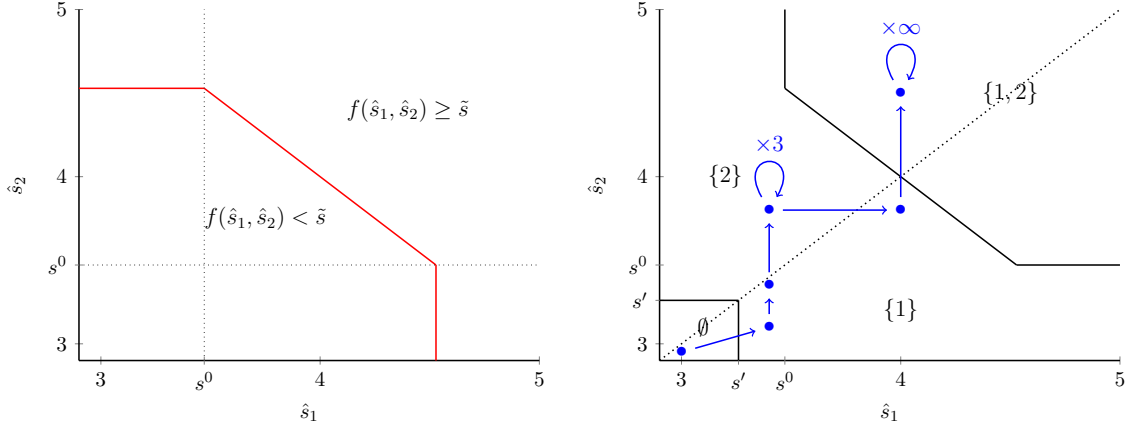 5
4
s⁰
3
ŝ₂
f(ŝ₁, ŝ₂) ≥ s̃
f(ŝ₁, ŝ₂) < s̃
3
s⁰
4
5
ŝ₁
5
4
s⁰
s′
3
ŝ₂
×∞
{1, 2}
×3
{2}
{1}
∅
3
s′
s⁰
4
5
ŝ₁